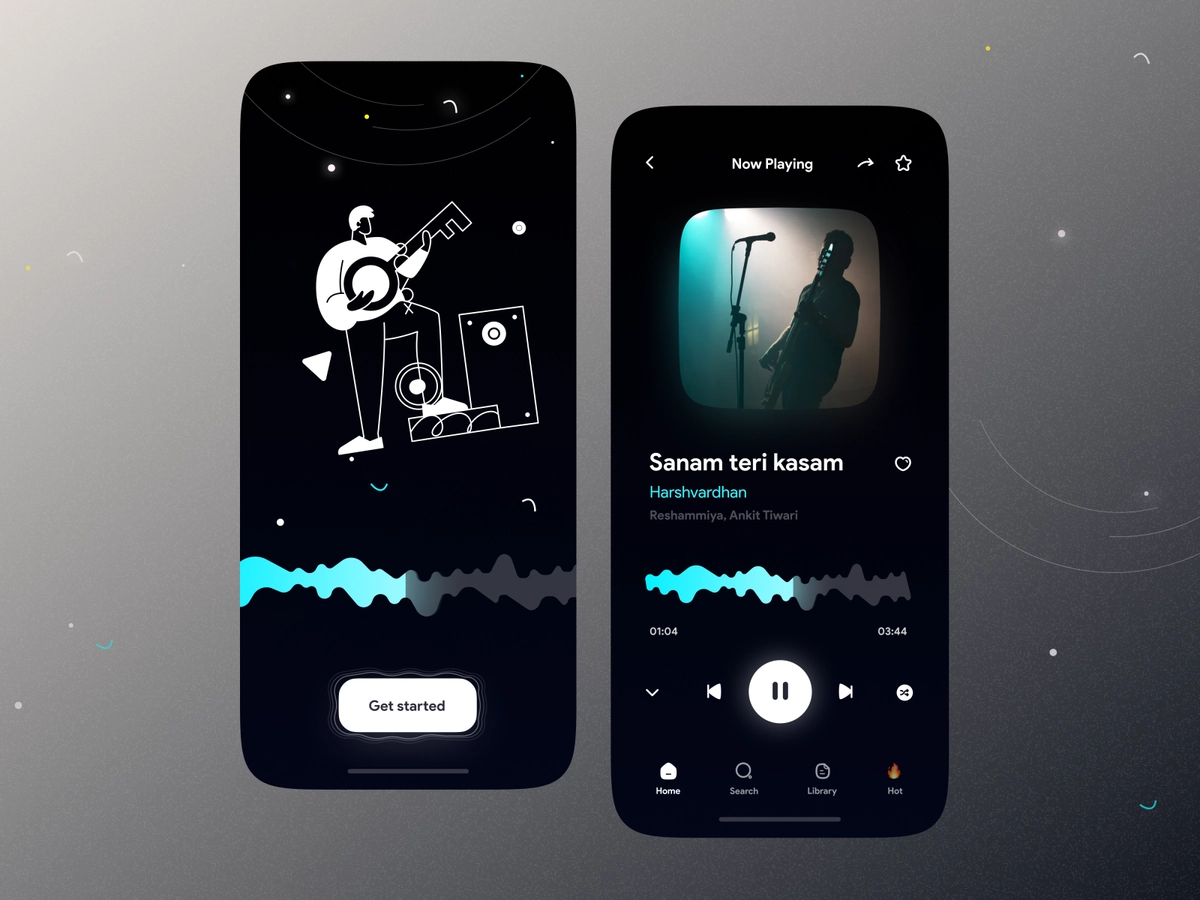 Get started
Now Playing
Sanam teri kasam
Harshvardhan
Reshammiya, Ankit Tiwari
01:04
03:44
Home
Search
Library
Hot